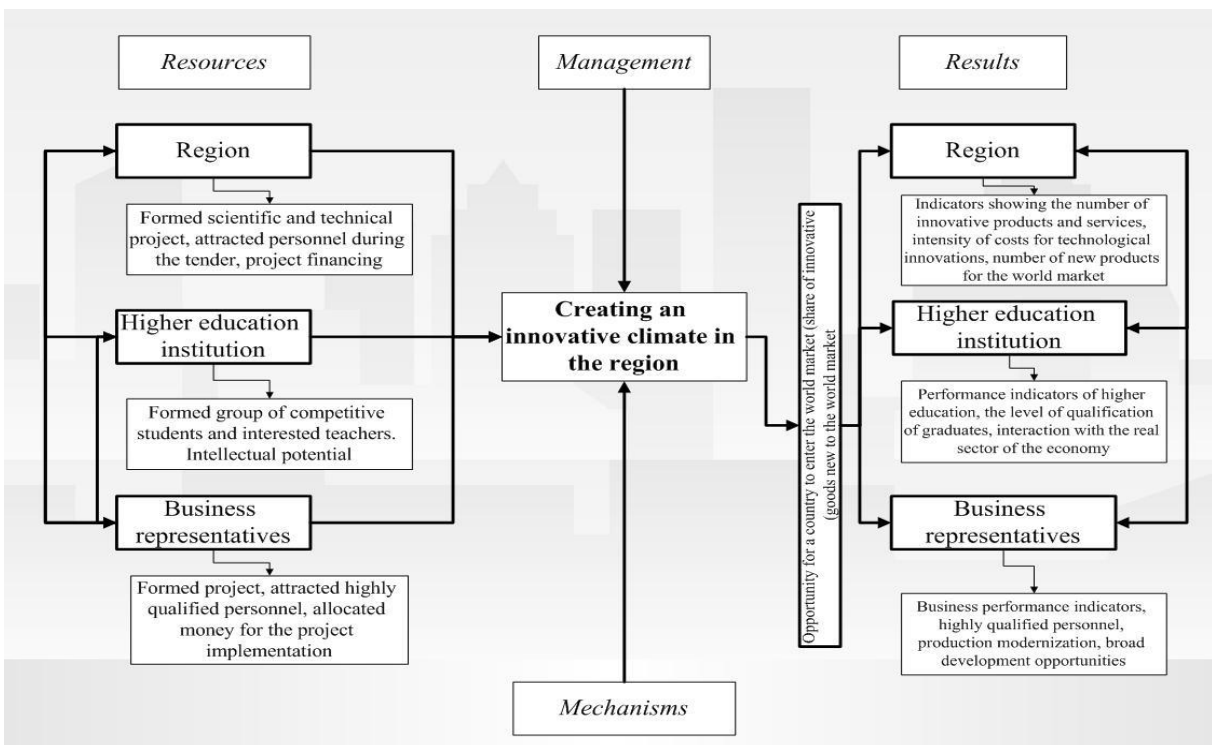 Resources
Management
Results
Region
Formed scientific and technical
project, attracted personnel during
the tender, project financing
Higher education
institution
Formed group of competitive
students and interested teachers.
Intellectual potential
Business
representatives
Formed project, attracted highly
qualified personnel, allocated
money for the project
implementation
Creating an
innovative climate in
the region
Mechanisms
Opportunity for a country to enter the world market (share of innovative)
(goods new to the world market
Region
Indicators showing the number of
innovative products and services,
intensity of costs for technological
innovations, number of new products
for the world market
Higher education
institution
Performance indicators of higher
education, the level of qualification
of graduates, interaction with the real
sector of the economy
Business
representatives
Business performance indicators,
highly qualified personnel,
production modernization, broad
development opportunities